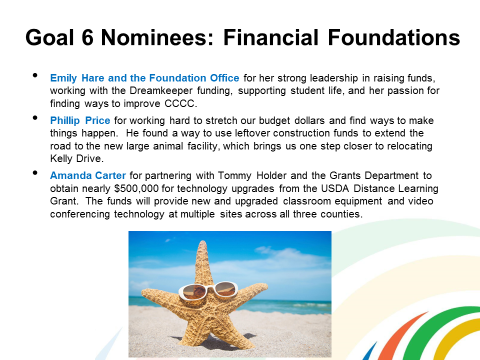 Goal 6 Nominees: Financial Foundations
• Emily Hare and the Foundation Office for her strong leadership in raising funds,
working with the Dreamkeeper funding, supporting student life, and her passion for
finding ways to improve CCCC.
• Phillip Price for working hard to stretch our budget dollars and find ways to make
things happen. He found a way to use leftover construction funds to extend the
road to the new large animal facility, which brings us one step closer to relocating
Kelly Drive.
• Amanda Carter for partnering with Tommy Holder and the Grants Department to
obtain nearly $500,000 for technology upgrades from the USDA Distance Learning
Grant. The funds will provide new and upgraded classroom equipment and video
conferencing technology at multiple sites across all three counties.